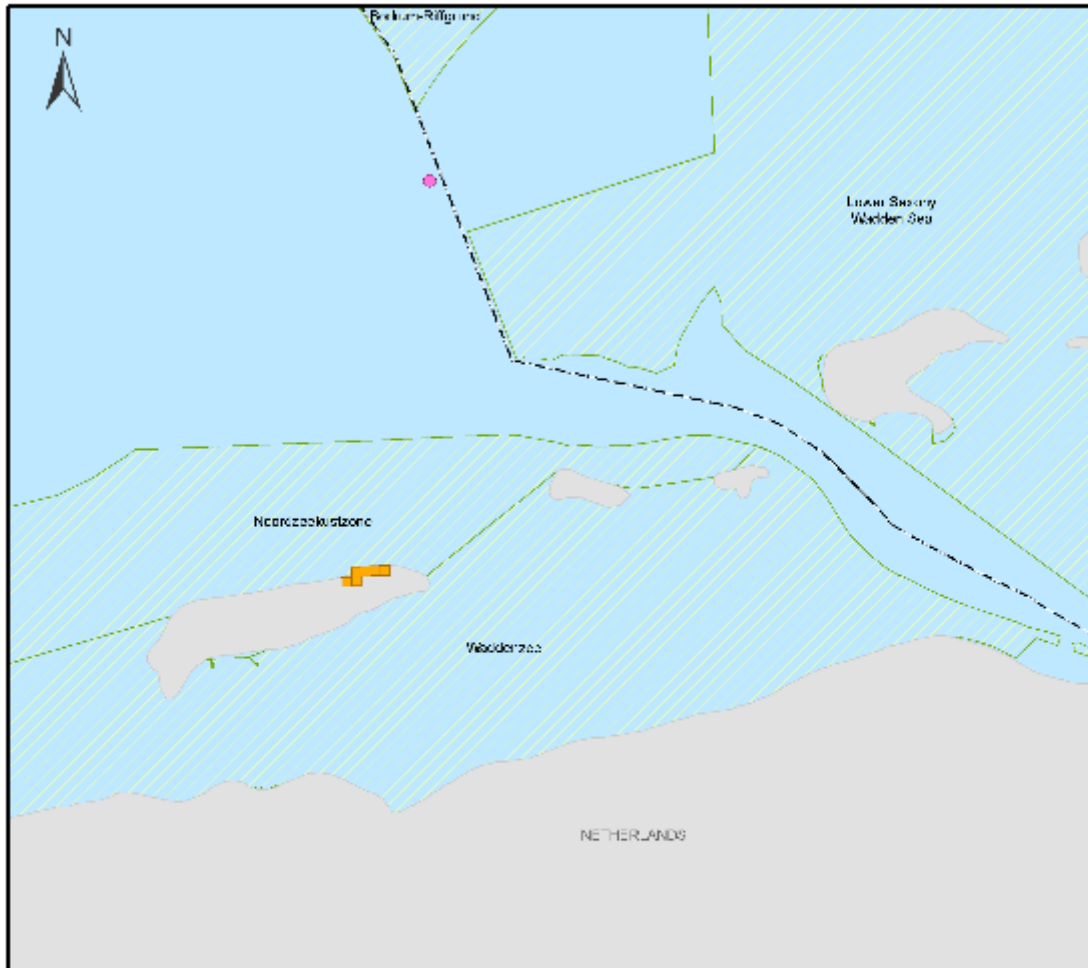 Borkum-Riffgrund
N
Lower Saxony
Wadden Sea
Noordzeekustzone
Waddenzee
NETHERLANDS